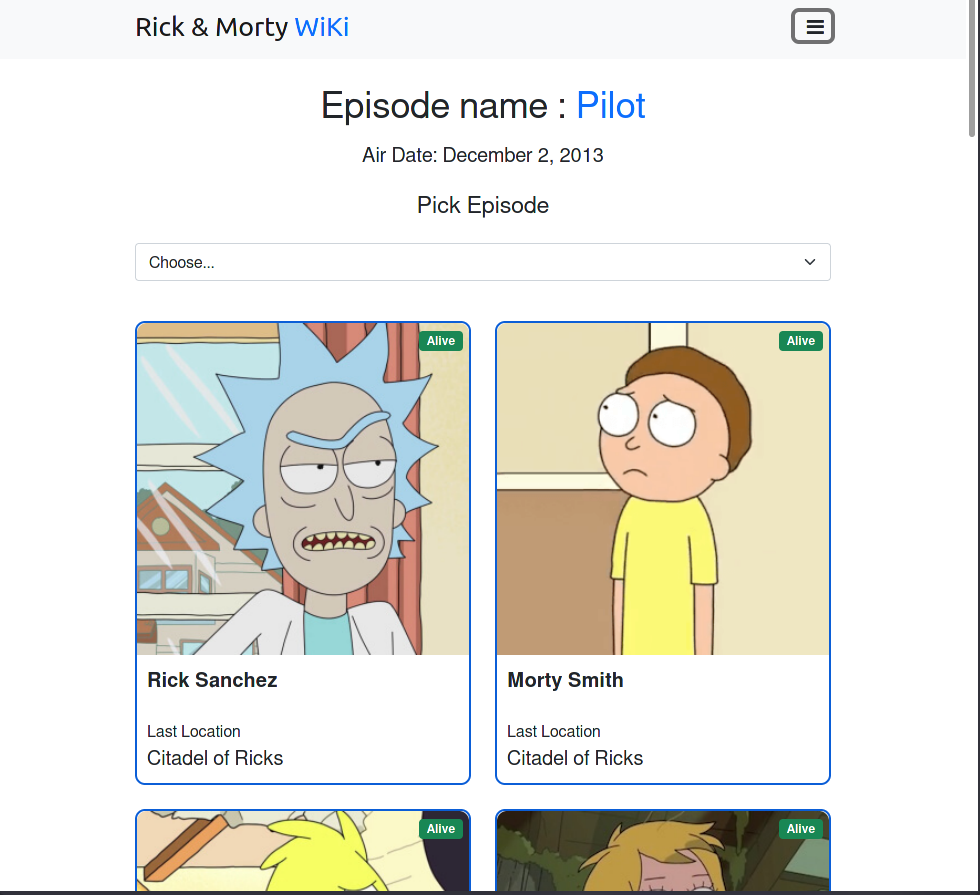 Rick & Morty WiKi
Episode name : Pilot
Air Date: December 2, 2013
Pick Episode
Choose...
Alive
Alive
Rick Sanchez
Morty Smith
Last Location
Last Location
Citadel of Ricks
Citadel of Ricks
Alive
Alive